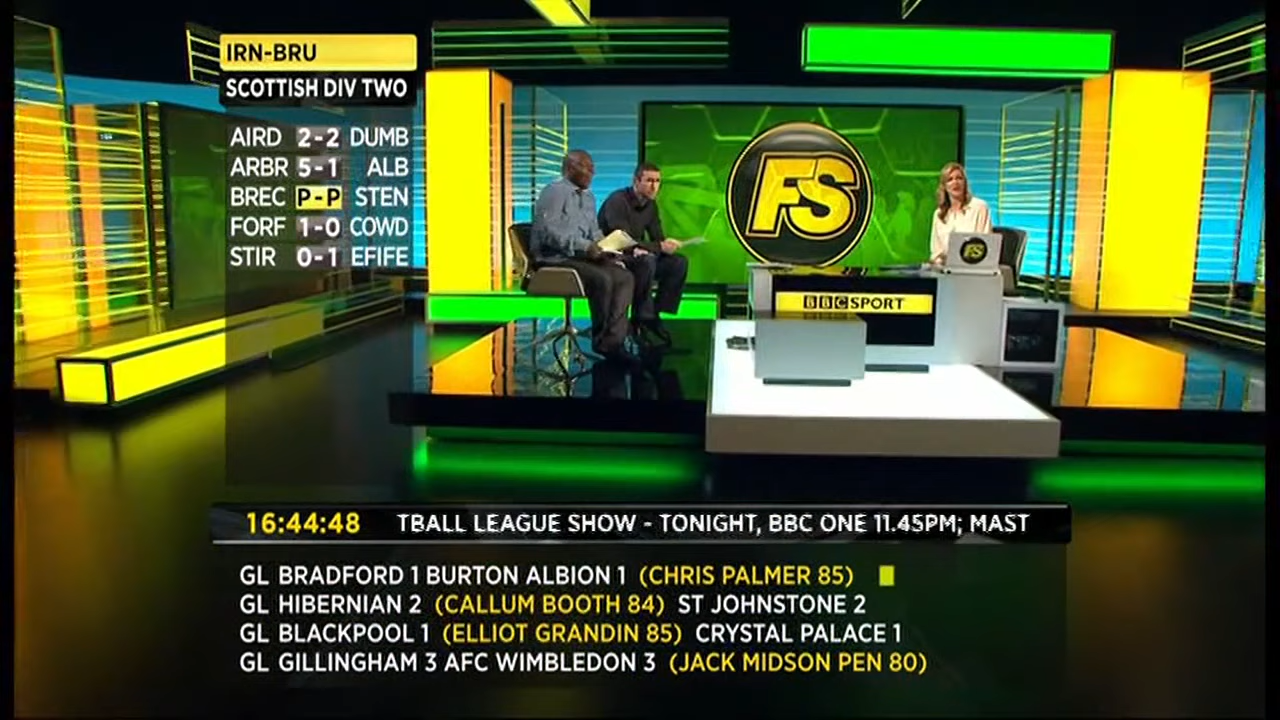 IRN-BRU
SCOTTISH DIV TWO
AIRD 2-2 DUMB
ARBR 5-1 ALB
BREC P-P STEN
FORF 1-0 COWD
STIR 0-1 EFIFE
FS
FS
BBC SPORT
16:44:48 TBALL LEAGUE SHOW - TONIGHT, BBC ONE 11.45PM; MAST
GL BRADFORD 1 BURTON ALBION 1 (CHRIS PALMER 85)
GL HIBERNIAN 2 (CALLUM BOOTH 84) ST JOHNSTONE 2
GL BLACKPOOL 1 (ELLIOT GRANDIN 85) CRYSTAL PALACE 1
GL GILLINGHAM 3 AFC WIMBLEDON 3 (JACK MIDSON PEN 80)